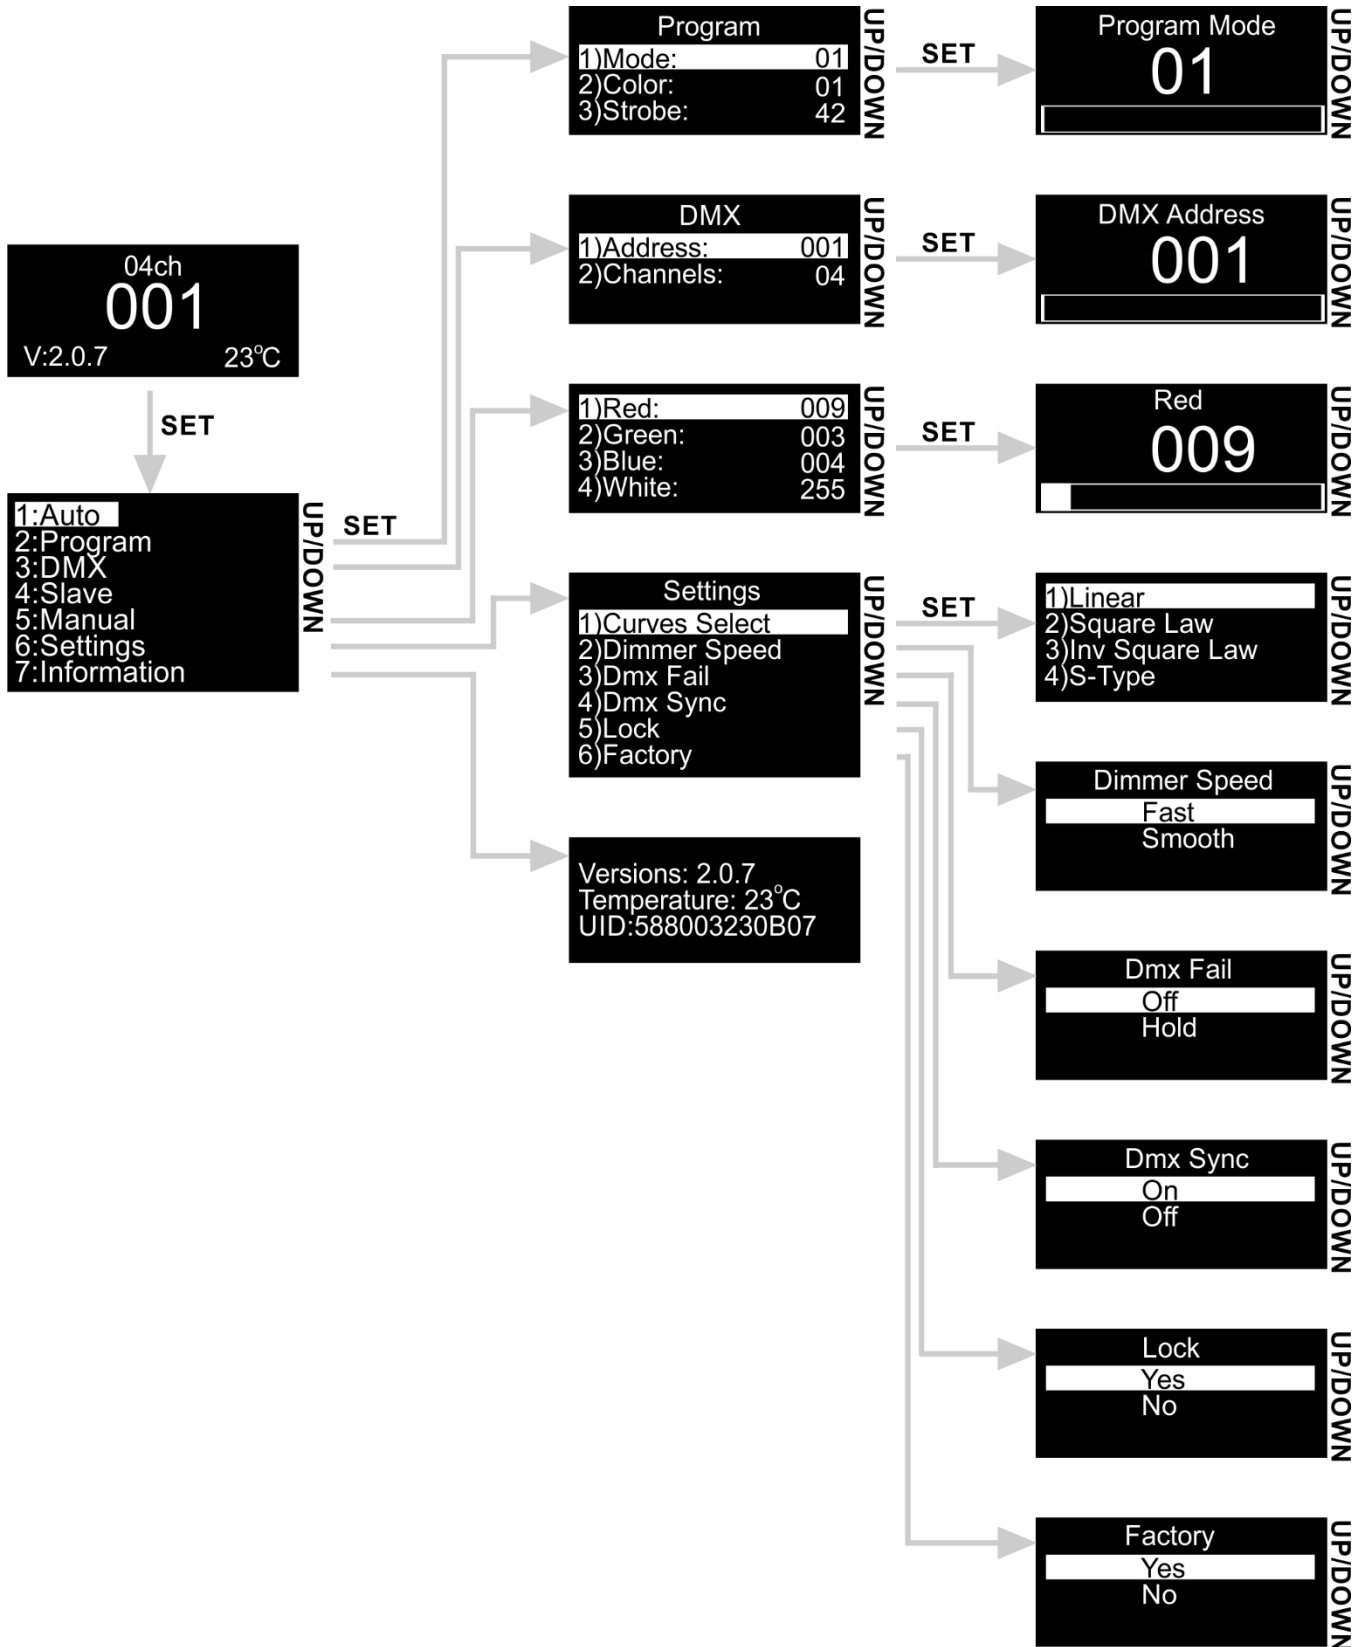 04ch
001
V:2.0.7 23°C
SET
1:Auto
2:Program
3:DMX
4:Slave
5:Manual
6:Settings
7:Information
UP/DOWN
SET
Program
1)Mode: 01
2)Color: 01
3)Strobe: 42
UP/DOWN
SET
Program Mode
01
UP/DOWN
DMX
1)Address: 001
2)Channels: 04
UP/DOWN
SET
DMX Address
001
UP/DOWN
1)Red: 009
2)Green: 003
3)Blue: 004
4)White: 255
UP/DOWN
SET
Red
009
UP/DOWN
Settings
1)Curves Select
2)Dimmer Speed
3)Dmx Fail
4)Dmx Sync
5)Lock
6)Factory
UP/DOWN
SET
1)Linear
2)Square Law
3)Inv Square Law
4)S-Type
UP/DOWN
Dimmer Speed
Fast
Smooth
UP/DOWN
Versions: 2.0.7
Temperature: 23°C
UID:588003230B07
Dmx Fail
Off
Hold
UP/DOWN
Dmx Sync
On
Off
UP/DOWN
Lock
Yes
No
UP/DOWN
Factory
Yes
No
UP/DOWN